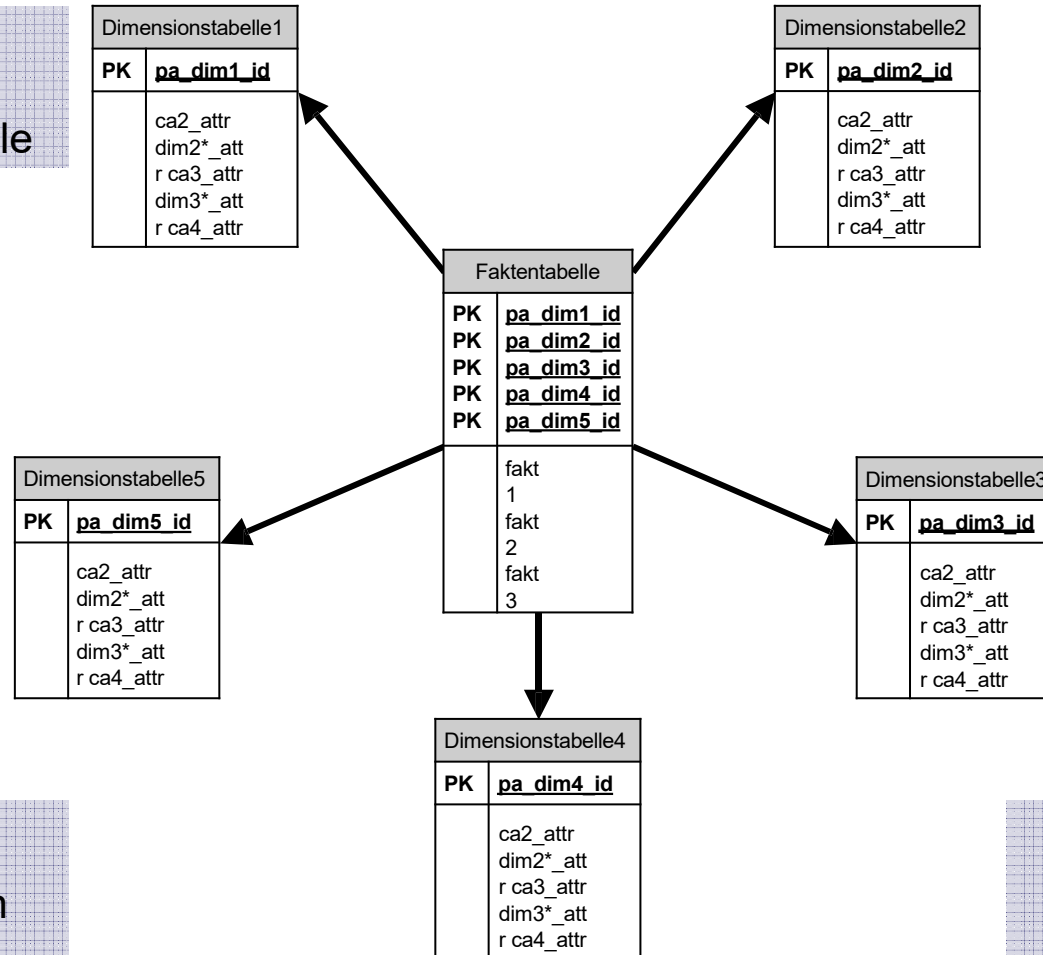 Dimensionstabelle1
PK pa_dim1_id
ca2_attr
dim2*_att
r ca3_attr
dim3*_att
r ca4_attr
Dimensionstabelle2
PK pa_dim2_id
ca2_attr
dim2*_att
r ca3_attr
dim3*_att
r ca4_attr
le
Faktentabelle
PK pa_dim1_id
PK pa_dim2_id
PK pa_dim3_id
PK pa_dim4_id
PK pa_dim5_id
fakt
1
fakt
2
fakt
3
Dimensionstabelle5
PK pa_dim5_id
ca2_attr
dim2*_att
r ca3_attr
dim3*_att
r ca4_attr
Dimensionstabelle3
PK pa_dim3_id
ca2_attr
dim2*_att
r ca3_attr
dim3*_att
r ca4_attr
Dimensionstabelle4
PK pa_dim4_id
ca2_attr
dim2*_att
r ca3_attr
dim3*_att
r ca4_attr